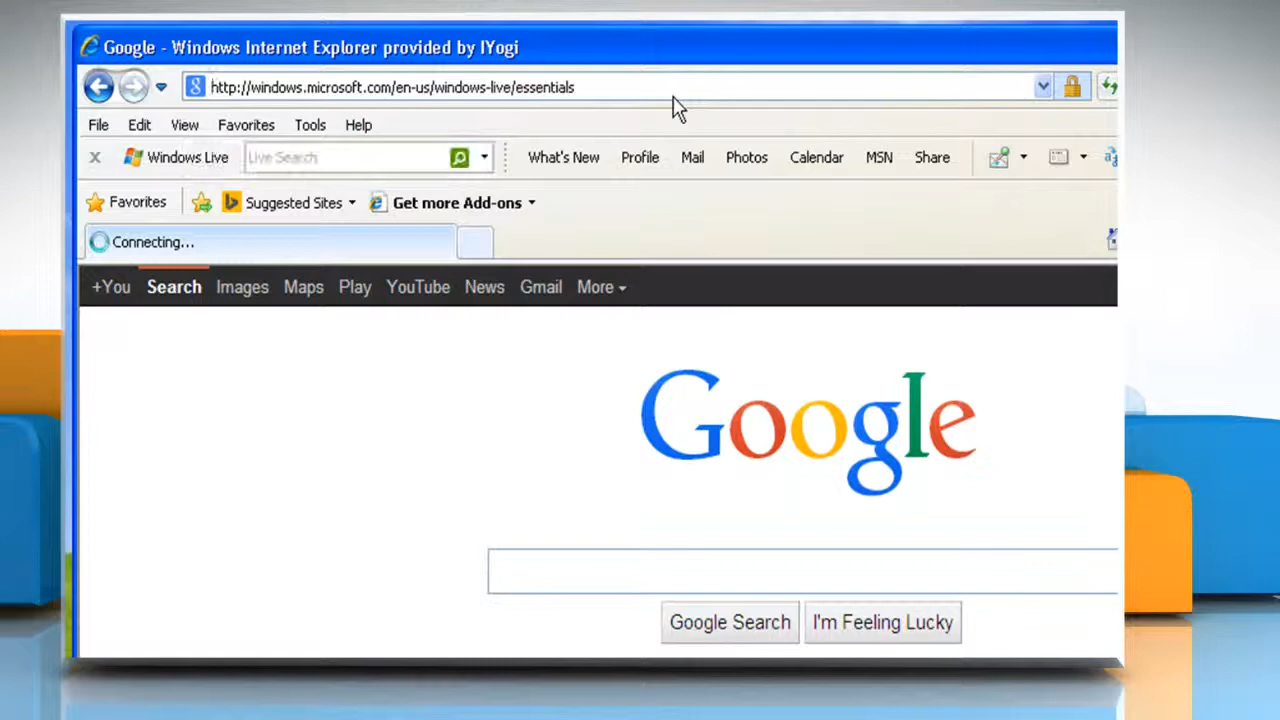 Google - Windows Internet Explorer provided by IYogi
http://windows.microsoft.com/en-us/windows-live/essentials
File Edit View Favorites Tools Help
Windows Live Live Search What's New Profile Mail Photos Calendar MSN Share
Favorites Suggested Sites Get more Add-ons
Connecting...
+You Search Images Maps Play YouTube News Gmail More
Google
Google Search I'm Feeling Lucky